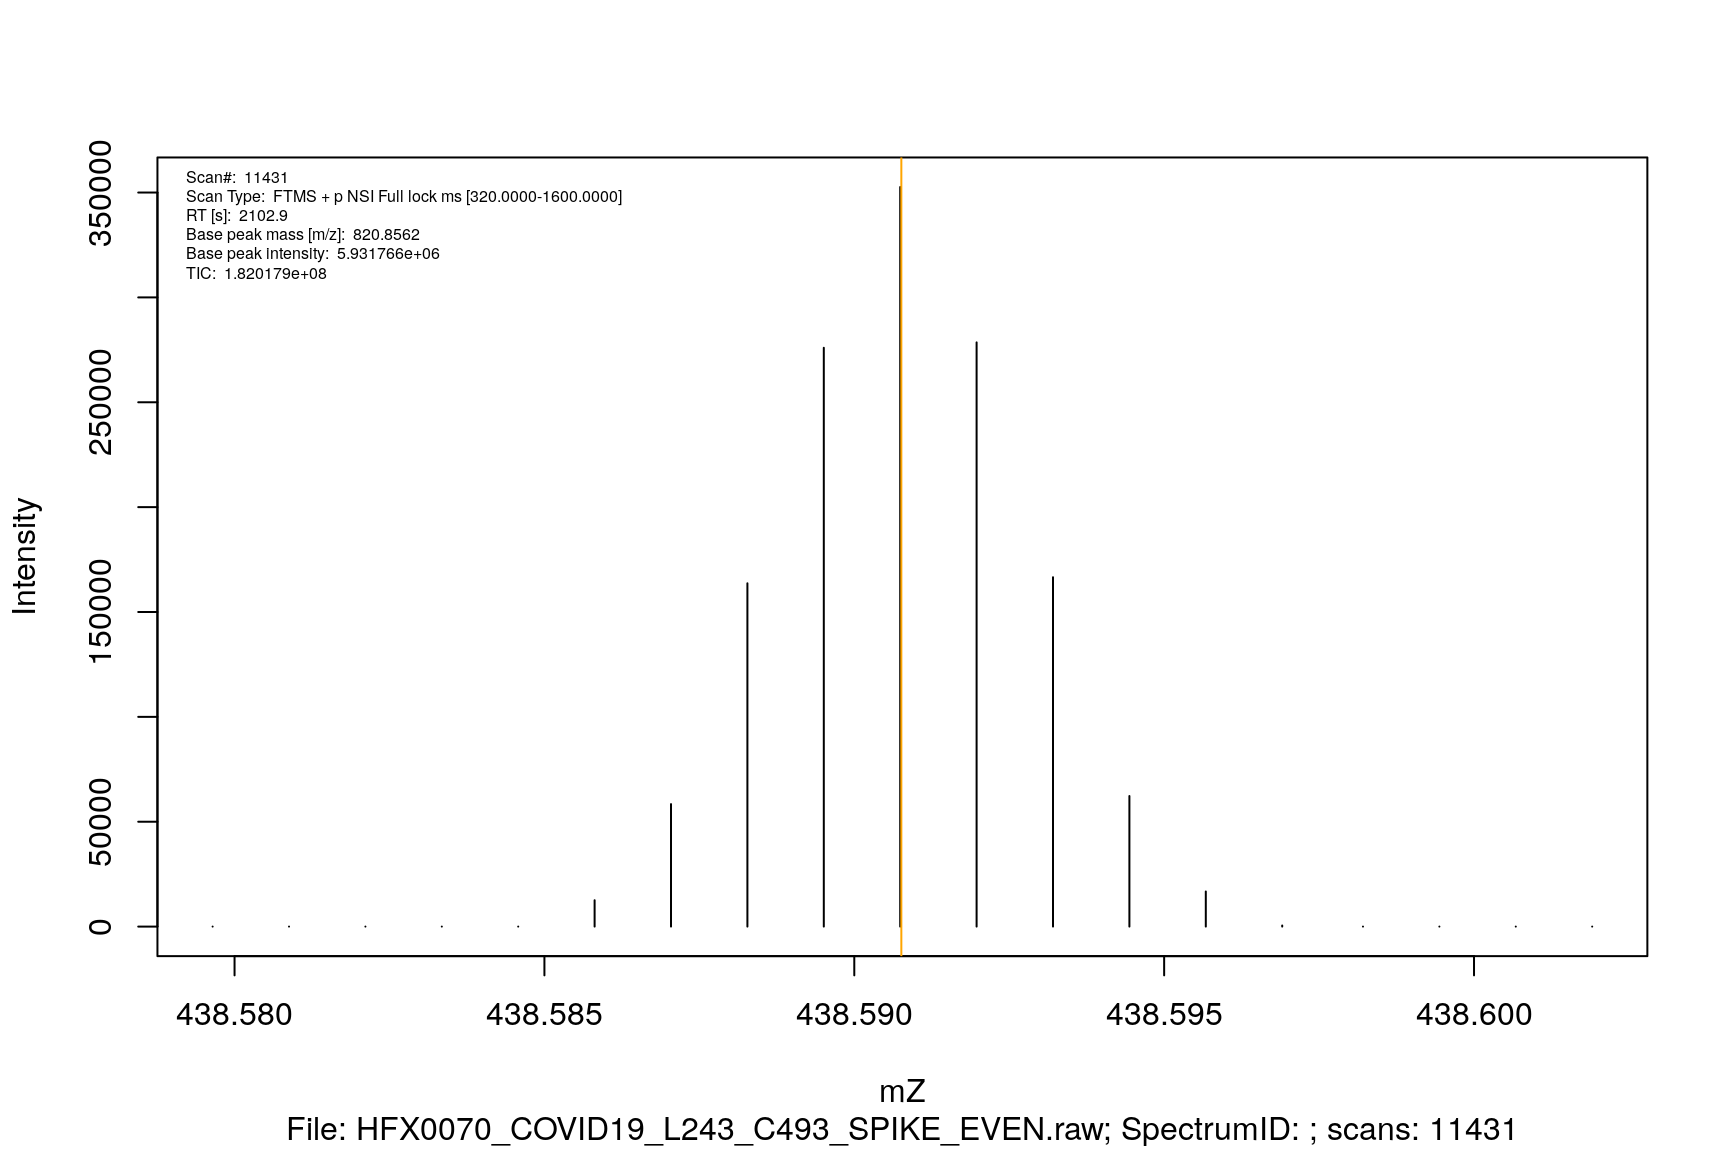 Scan#:  11431
Scan Type:  FTMS + p NSI Full lock ms [320.0000-1600.0000]
RT [s]:  2102.9
Base peak mass [m/z]:  820.8562
Base peak intensity:  5.931766e+06
TIC:  1.820179e+08
350000
250000
150000
50000
0
Intensity
438.580 438.585 438.590 438.595 438.600
mZ
File: HFX0070_COVID19_L243_C493_SPIKE_EVEN.raw; SpectrumID: ; scans: 11431